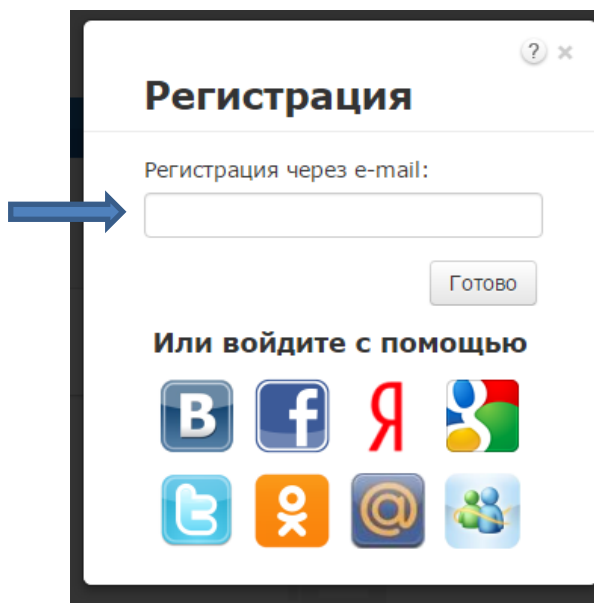 ? ×
Регистрация
Регистрация через e-mail:
Готово
Или войдите с помощью
В f Я g
t @